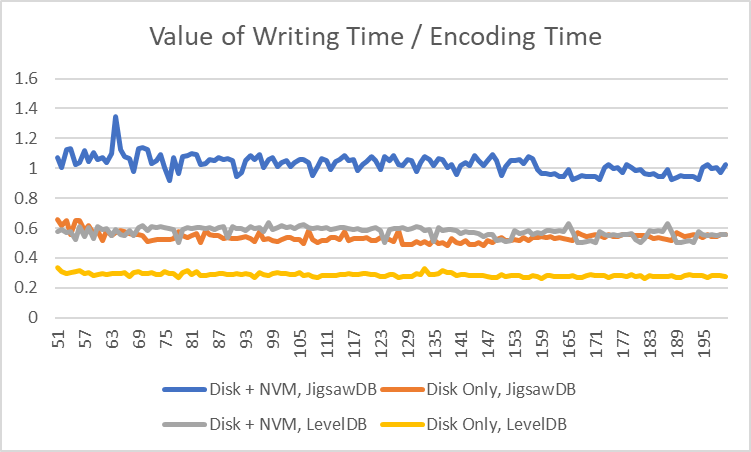 Value of Writing Time / Encoding Time
1.6
1.4
1.2
1
0.8
0.6
0.4
0.2
0
51 57 63 69 75 81 87 93 99 105 111 117 123 129 135 141 147 153 159 165 171 177 183 189 195
Disk + NVM, JigsawDB Disk Only, JigsawDB
Disk + NVM, LevelDB Disk Only, LevelDB